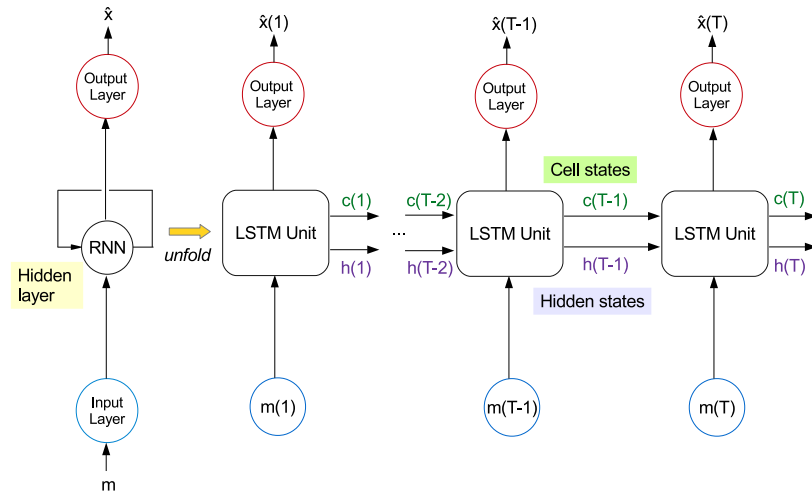 x̂
x̂(1)
x̂(T-1)
x̂(T)
Output
Layer
Output
Layer
Output
Layer
Output
Layer
Cell states
c(1)
c(T-2)
c(T-1)
c(T)
RNN
unfold
LSTM Unit
...
LSTM Unit
LSTM Unit
h(1)
h(T-2)
h(T-1)
h(T)
Hidden
layer
Hidden states
Input
Layer
m(1)
m(T-1)
m(T)
m